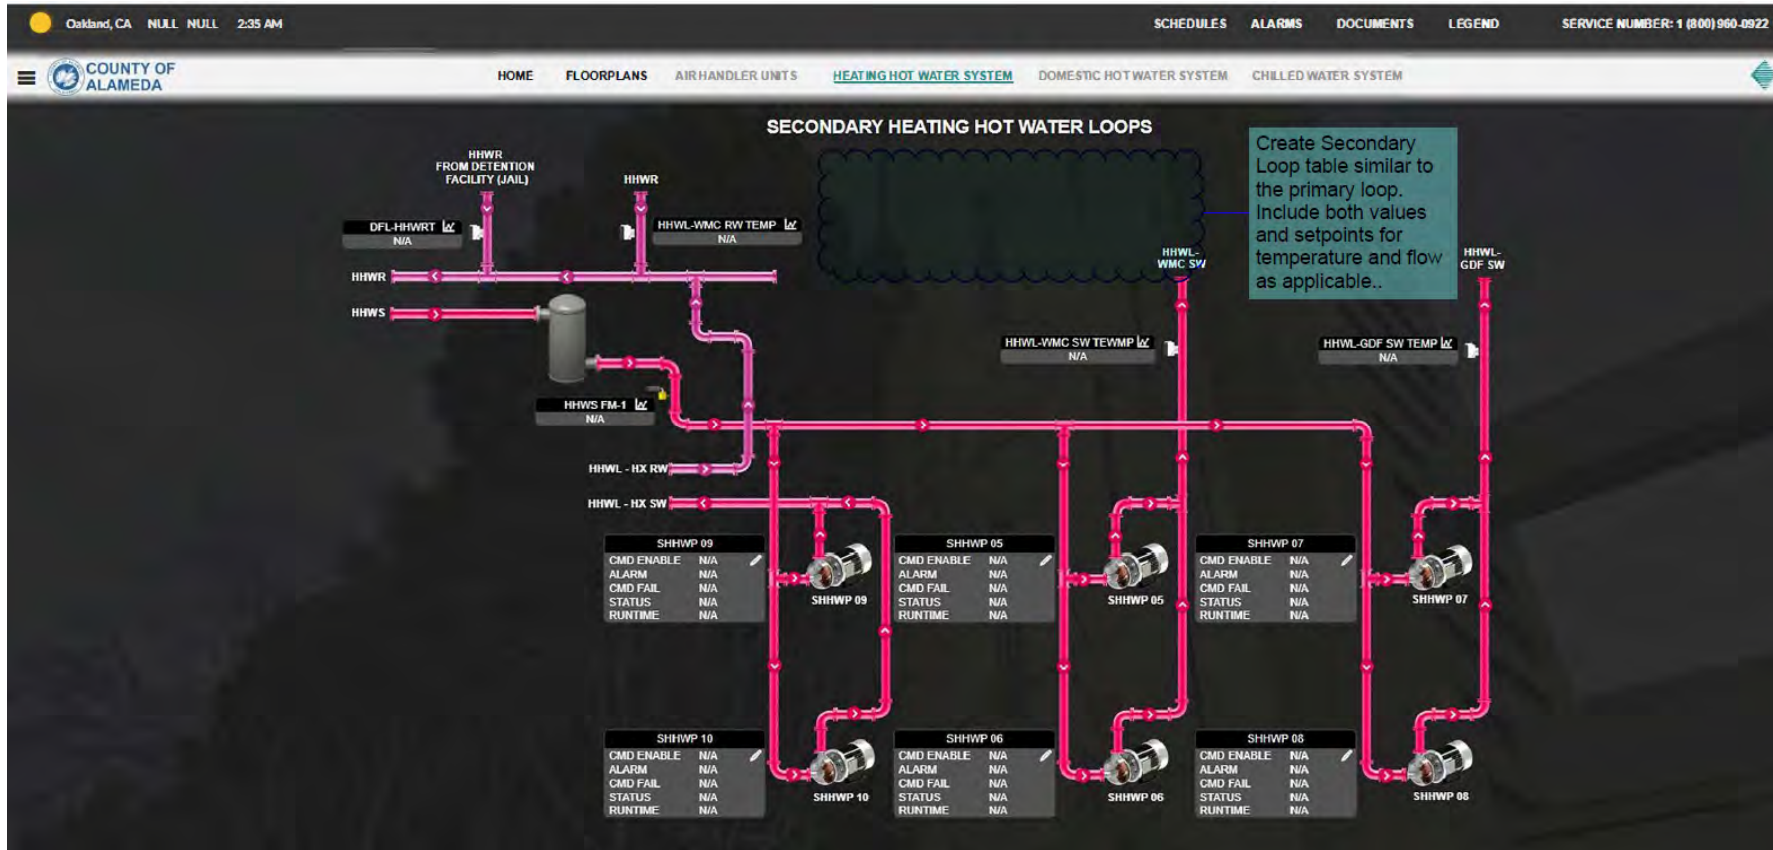 Oakland, CA NULL NULL 2:35 AM
SCHEDULES ALARMS DOCUMENTS LEGEND SERVICE NUMBER: 1 (800) 960-0922
COUNTY OF
ALAMEDA
HOME FLOORPLANS AIR HANDLER UNITS HEATING HOT WATER SYSTEM DOMESTIC HOT WATER SYSTEM CHILLED WATER SYSTEM
SECONDARY HEATING HOT WATER LOOPS
Create Secondary
Loop table similar to
the primary loop.
Include both values
and setpoints for
temperature and flow
as applicable..
HHWR
FROM DETENTION
FACILITY (JAIL)
HHWR
DFL-HHWRT
N/A
HHWL-WMC RW TEMP
N/A
HHWL-
WMC SW
HHWL-
GDF SW
HHWR
HHWS
HHWL-WMC SW TEWMP
N/A
HHWL-GDF SW TEMP
N/A
HHWS FM-1
N/A
HHWL - HX RW
HHWL - HX SW
SHHWP 09
CMD ENABLE N/A
ALARM N/A
CMD FAIL N/A
STATUS N/A
RUNTIME N/A
SHHWP 09
SHHWP 05
CMD ENABLE N/A
ALARM N/A
CMD FAIL N/A
STATUS N/A
RUNTIME N/A
SHHWP 05
SHHWP 07
CMD ENABLE N/A
ALARM N/A
CMD FAIL N/A
STATUS N/A
RUNTIME N/A
SHHWP 07
SHHWP 10
CMD ENABLE N/A
ALARM N/A
CMD FAIL N/A
STATUS N/A
RUNTIME N/A
SHHWP 10
SHHWP 06
CMD ENABLE N/A
ALARM N/A
CMD FAIL N/A
STATUS N/A
RUNTIME N/A
SHHWP 06
SHHWP 08
CMD ENABLE N/A
ALARM N/A
CMD FAIL N/A
STATUS N/A
RUNTIME N/A
SHHWP 08